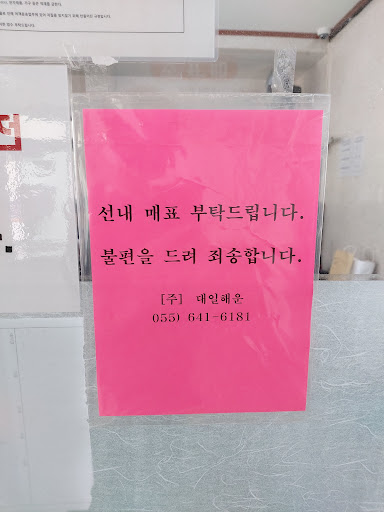 선내 매표 부탁드립니다.
불편을 드려 죄송합니다.
[주] 대일해운
055) 641-6181